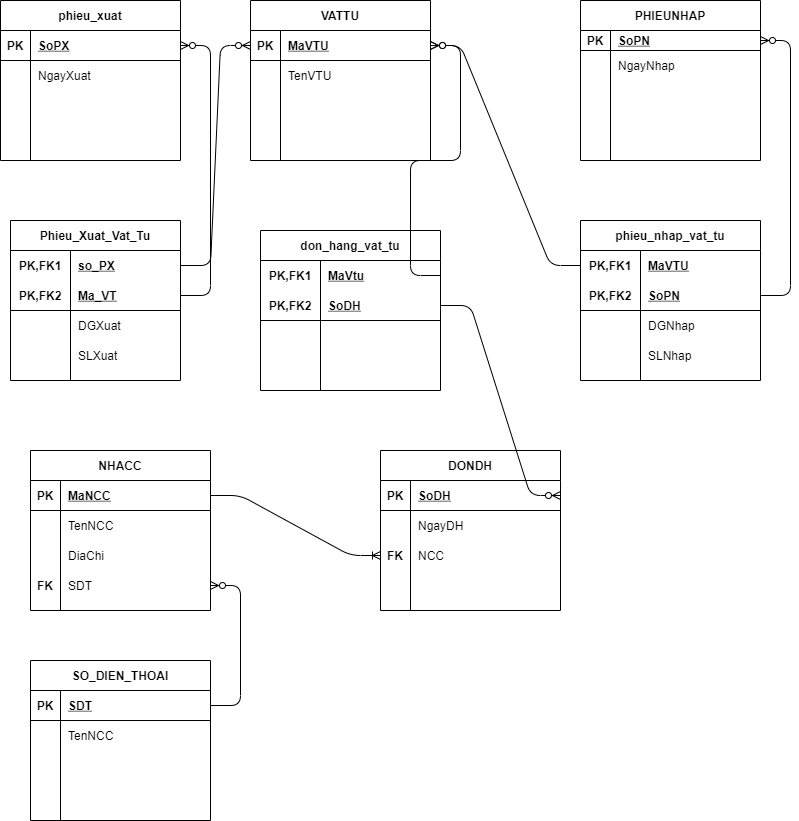 phieu_xuat
PK SoPX
NgayXuat
VATTU
PK MaVTU
TenVTU
PHIEUNHAP
PK SoPN
NgayNhap
Phieu_Xuat_Vat_Tu
PK,FK1 so_PX
PK,FK2 Ma_VT
DGXuat
SLXuat
don_hang_vat_tu
PK,FK1 MaVtu
PK,FK2 SoDH
phieu_nhap_vat_tu
PK,FK1 MaVTU
PK,FK2 SoPN
DGNhap
SLNhap
NHACC
PK MaNCC
TenNCC
DiaChi
FK SDT
DONDH
PK SoDH
NgayDH
FK NCC
SO_DIEN_THOAI
PK SDT
TenNCC